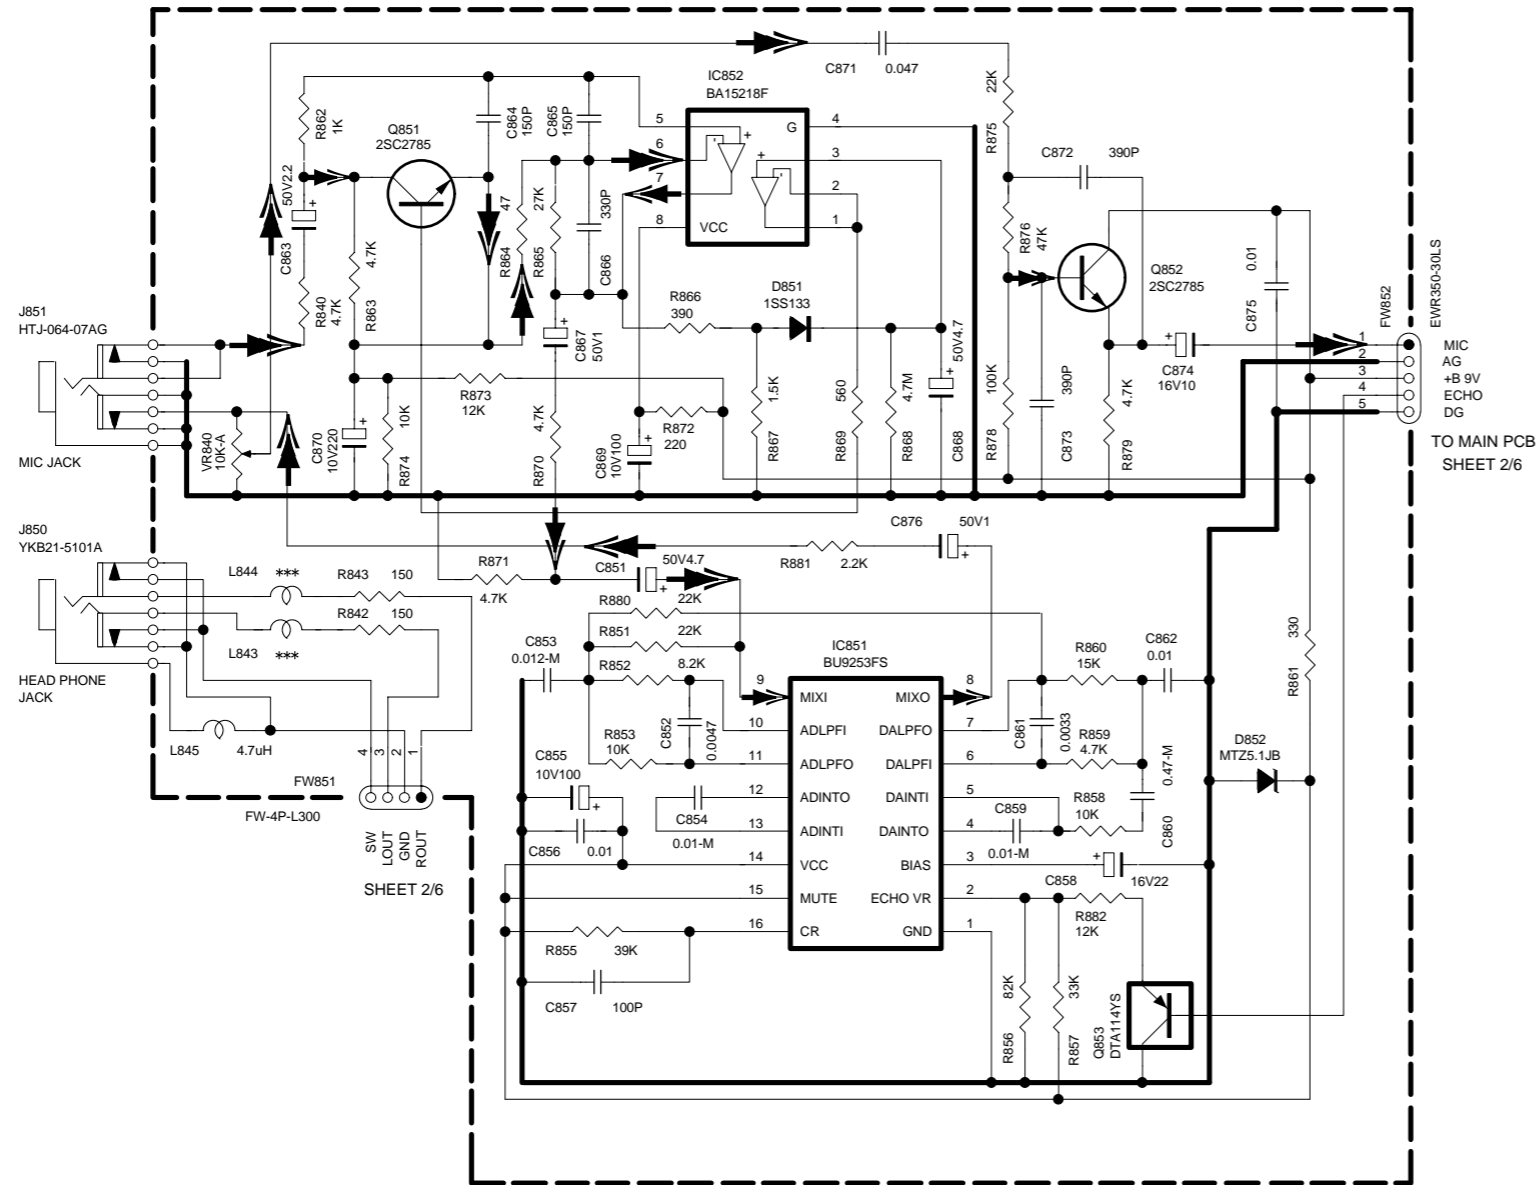 C871 0.047
IC852
BA15218F
22K
R875
R862
1K
Q851
2SC2785
C864
150P
C865
150P
5
6
7
8
VCC
G
4
3
2
1
C872 390P
50V2.2
C863
R840
4.7K
4.7K
R863
R864
47
R865
27K
330P
C866
R876
47K
Q852
2SC2785
0.01
C875
FW852
EWR350-30LS
J851
HTJ-064-07AG
MIC JACK
C867
50V1
R866
390
D851
1SS133
50V4.7
C868
1 MIC
2 AG
3 +B 9V
4 ECHO
5 DG
C874
16V10
TO MAIN PCB
SHEET 2/6
VR840
10K-A
C870
10V220
10K
R874
R873
12K
4.7K
R870
C869
10V100
R872
220
1.5K
R867
560
R869
4.7M
R868
100K
R878
390P
C873
4.7K
R879
J850
YKB21-5101A
HEAD PHONE
JACK
L844 ***
R843 150
R842 150
L843 ***
L845 4.7uH
4
3
2
1
FW851
FW-4P-L300
SW
LOUT
GND
ROUT
SHEET 2/6
C876 50V1
R881 2.2K
R871
4.7K
C851
50V4.7
R880 22K
R851 22K
C853
0.012-M
R852 8.2K
IC851
BU9253FS
R860
15K
C862
0.01
330
R861
R853
10K
C852
0.0047
C861
0.0033
R859
4.7K
0.47-M
C860
D852
MTZ5.1JB
C855
10V100
C854
0.01-M
C856 0.01
9 MIXI MIXO 8
10 ADLPFI DALPFO 7
11 ADLPFO DALPFI 6
12 ADINTO DAINTI 5
13 ADINTI DAINTO 4
14 VCC BIAS 3
15 MUTE ECHO VR 2
16 CR GND 1
C859
0.01-M
R858
10K
C858 16V22
R882
12K
R855 39K
C857 100P
82K
R856
33K
R857
Q853
DTA114YS